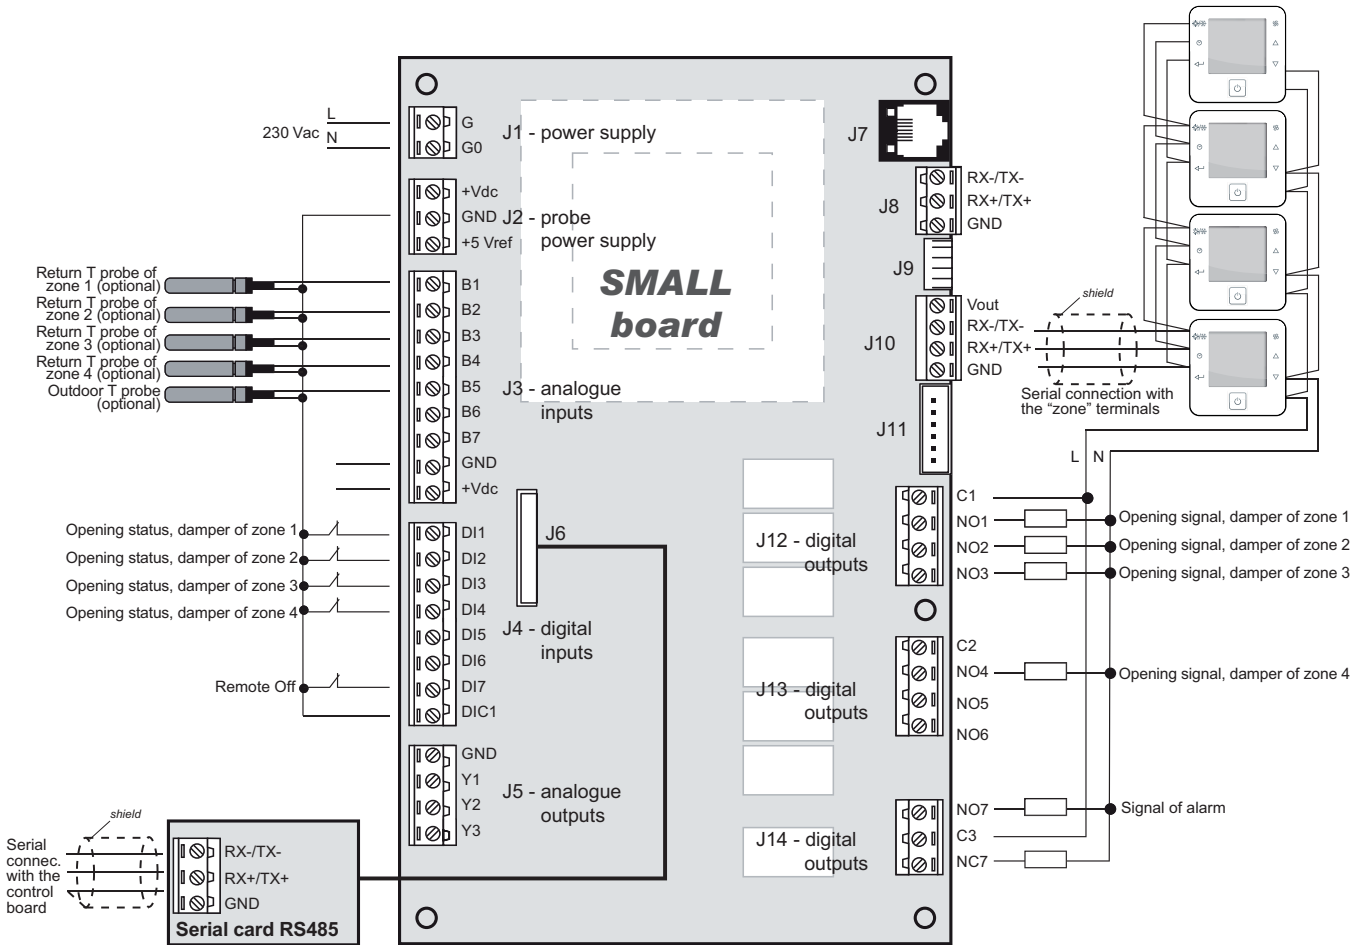 L
230 Vac
N
G
G0
J1 - power supply
+Vdc
GND
+5 Vref
J2 - probe
power supply
Return T probe of
zone 1 (optional)
Return T probe of
zone 2 (optional)
Return T probe of
zone 3 (optional)
Return T probe of
zone 4 (optional)
Outdoor T probe
(optional)
B1
B2
B3
B4
B5
B6
B7
GND
+Vdc
J3 - analogue
inputs
SMALL
board
Opening status, damper of zone 1
Opening status, damper of zone 2
Opening status, damper of zone 3
Opening status, damper of zone 4
Remote Off
DI1
DI2
DI3
DI4
DI5
DI6
DI7
DIC1
J4 - digital
inputs
J6
GND
Y1
Y2
Y3
J5 - analogue
outputs
shield
Serial
connec.
with the
control
board
RX-/TX-
RX+/TX+
GND
Serial card RS485
J7
J8
RX-/TX-
RX+/TX+
GND
J9
J10
Vout
RX-/TX-
RX+/TX+
GND
shield
Serial connection with
the “zone” terminals
J11
L N
J12 - digital
outputs
C1
NO1
NO2
NO3
Opening signal, damper of zone 1
Opening signal, damper of zone 2
Opening signal, damper of zone 3
J13 - digital
outputs
C2
NO4
NO5
NO6
Opening signal, damper of zone 4
J14 - digital
outputs
NO7
C3
NC7
Signal of alarm